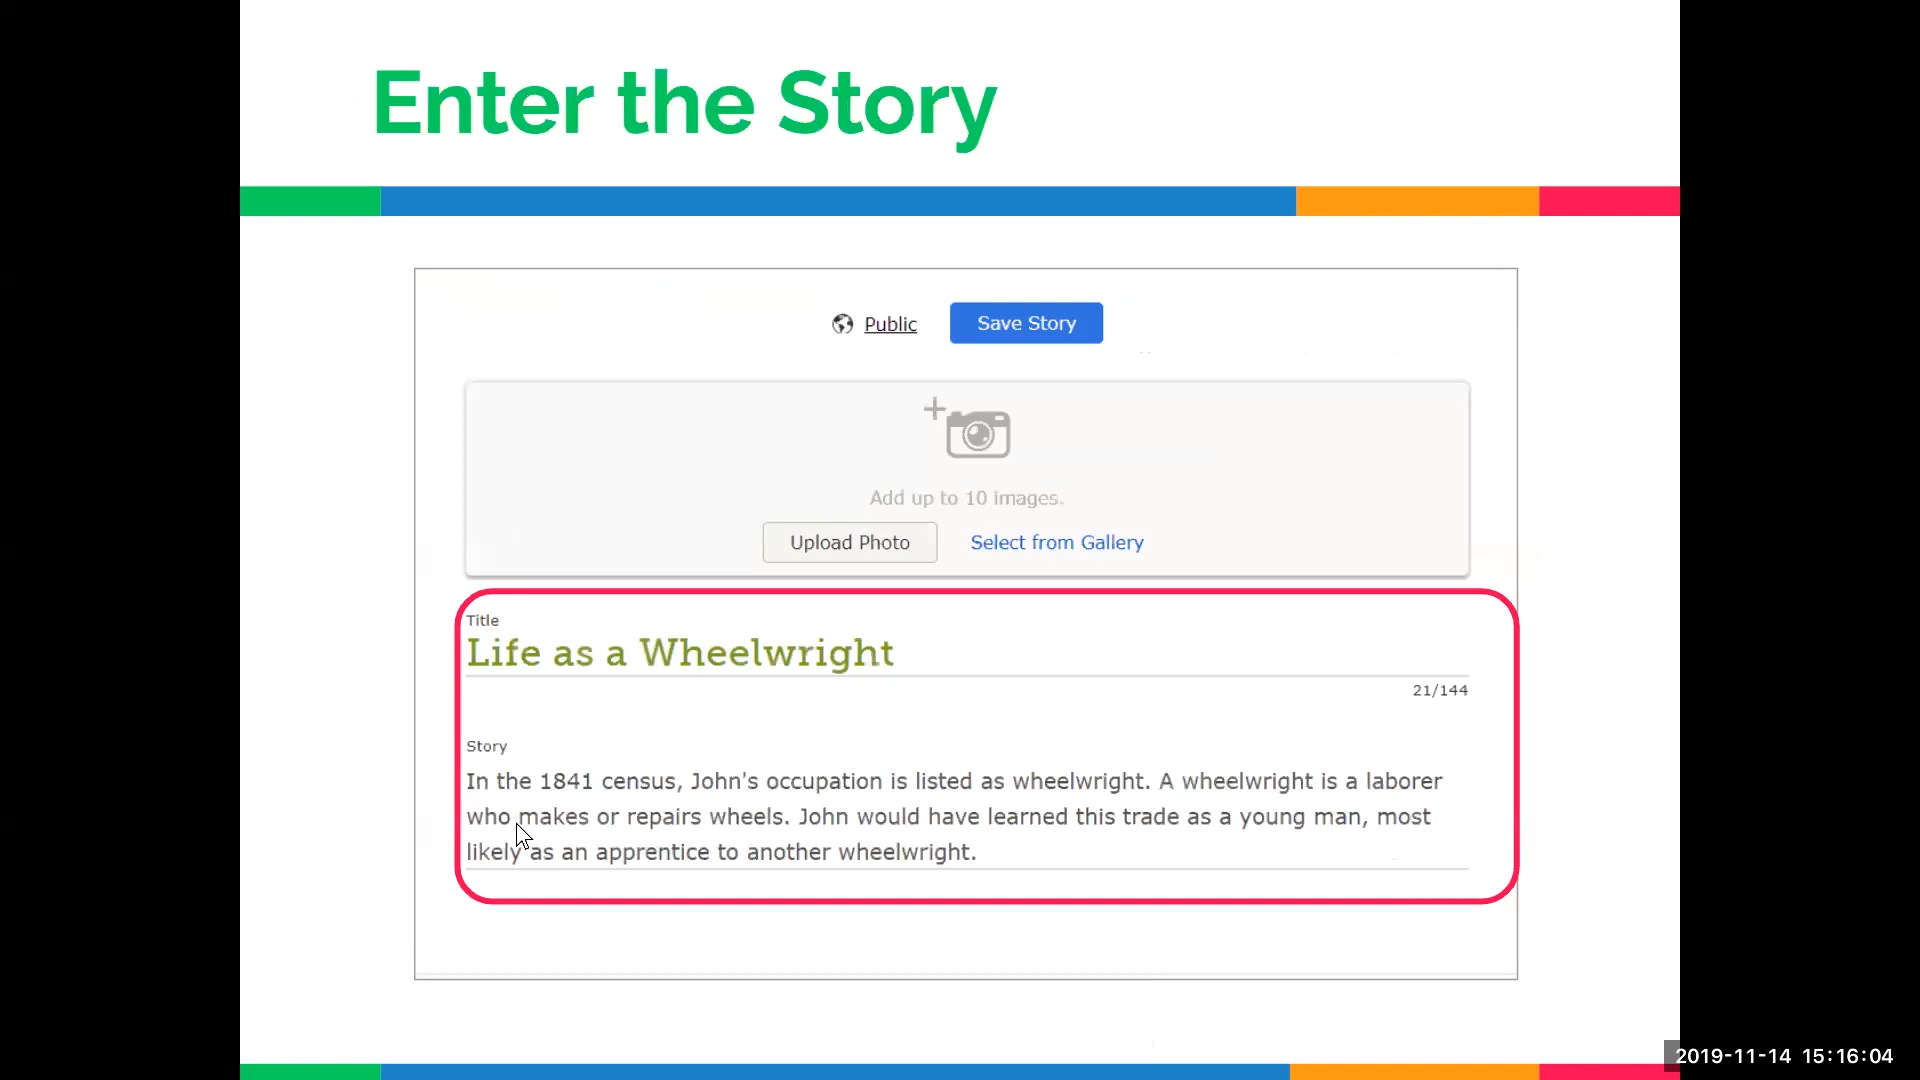 Enter the Story
Public
Save Story
Add up to 10 images.
Upload Photo
Select from Gallery
Title
Life as a Wheelwright
21/144
Story
In the 1841 census, John's occupation is listed as wheelwright. A wheelwright is a laborer
who makes or repairs wheels. John would have learned this trade as a young man, most
likely as an apprentice to another wheelwright.
2019-11-14 15:16:04